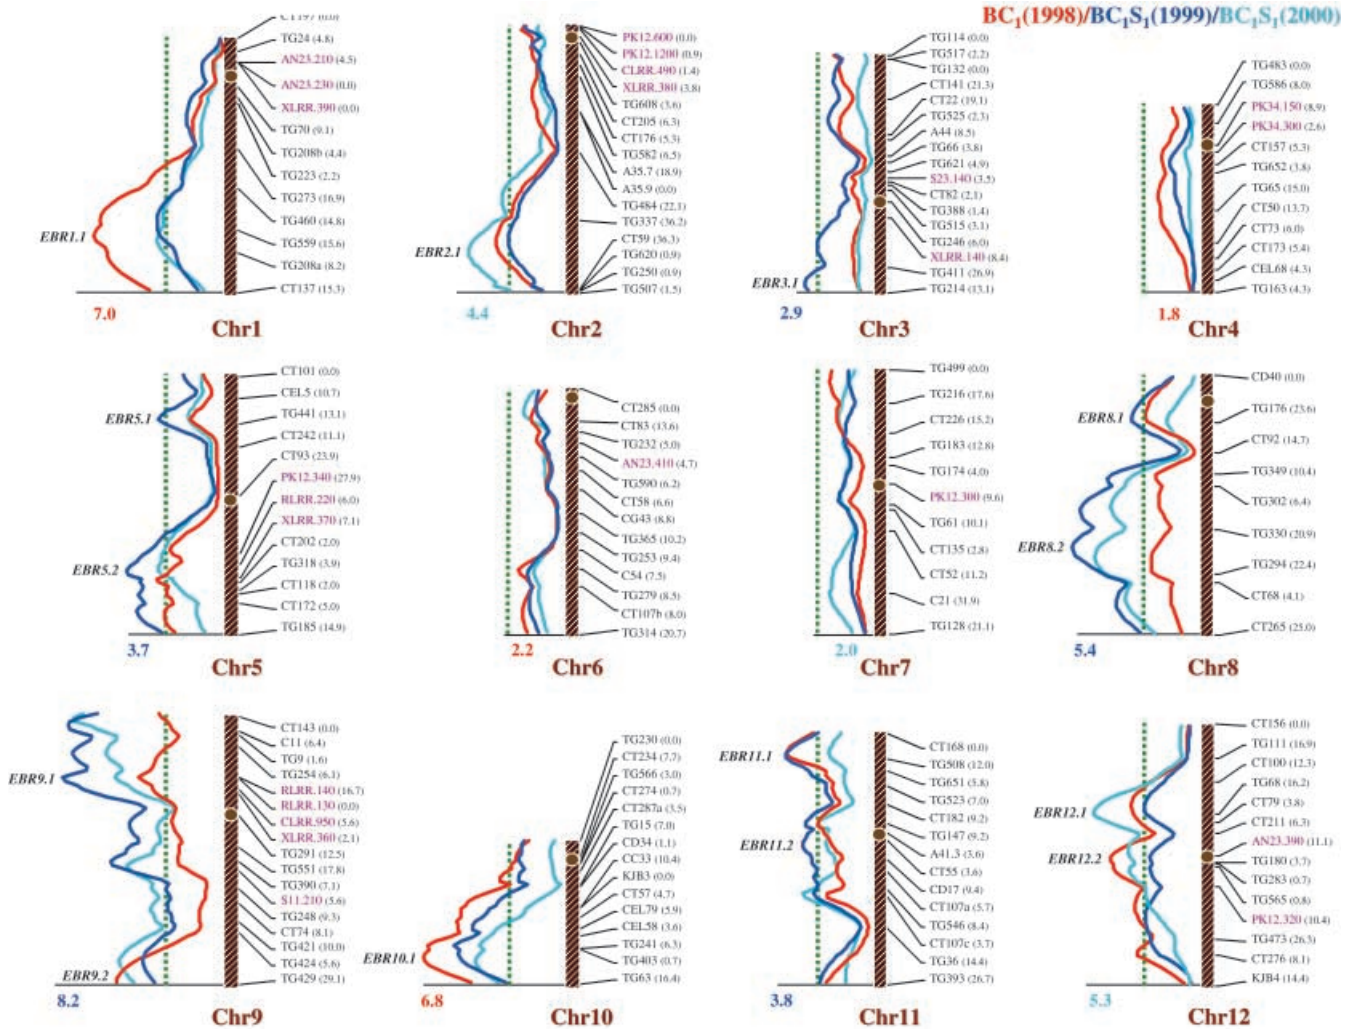 BC1(1998)/BC1S1(1999)/BC1S1(2000)
CT197 (0.0)
TG24 (4.8)
AN23.210 (4.5)
AN23.230 (0.0)
XLRR.390 (0.0)
TG70 (9.1)
TG208b (4.4)
TG223 (2.2)
TG273 (16.9)
TG460 (14.8)
TG559 (15.6)
TG208a (8.2)
CT137 (15.3)
EBR1.1
7.0
Chr1
PK12.600 (0.0)
PK12.1200 (0.9)
CLRR.490 (1.4)
XLRR.380 (3.8)
TG608 (3.6)
CT205 (6.3)
CT176 (5.3)
TG582 (6.5)
A35.7 (18.9)
A35.9 (0.0)
TG484 (22.1)
TG337 (36.2)
CT59 (36.3)
TG620 (0.9)
TG250 (0.9)
TG507 (1.5)
EBR2.1
4.4
Chr2
TG114 (0.0)
TG517 (2.2)
TG132 (0.0)
CT141 (21.3)
CT22 (19.1)
TG525 (2.3)
A44 (8.5)
TG66 (3.8)
TG621 (4.9)
S23.140 (3.5)
CT82 (2.1)
TG388 (1.4)
TG515 (3.1)
TG246 (6.0)
XLRR.140 (8.4)
TG411 (26.9)
TG214 (13.1)
EBR3.1
2.9
Chr3
TG483 (0.0)
TG586 (8.0)
PK34.150 (8.9)
PK34.300 (2.6)
CT157 (5.3)
TG652 (3.8)
TG65 (15.0)
CT50 (13.7)
CT73 (6.0)
CT173 (5.4)
CEL68 (4.3)
TG163 (4.3)
1.8
Chr4
CT101 (0.0)
CEL5 (10.7)
TG441 (13.1)
CT242 (11.1)
CT93 (23.9)
PK12.340 (27.9)
RLRR.220 (6.0)
XLRR.370 (7.1)
CT202 (2.0)
TG318 (3.9)
CT118 (2.0)
CT172 (5.0)
TG185 (14.9)
EBR5.1
EBR5.2
3.7
Chr5
CT285 (0.0)
CT83 (13.6)
TG232 (5.0)
AN23.410 (4.7)
TG590 (6.2)
CT58 (6.6)
CG43 (8.8)
TG365 (10.2)
TG253 (9.4)
C54 (7.5)
TG279 (8.5)
CT107b (8.0)
TG314 (20.7)
2.2
Chr6
TG499 (0.0)
TG216 (17.6)
CT226 (15.2)
TG183 (12.8)
TG174 (4.0)
PK12.300 (9.6)
TG61 (10.1)
CT135 (2.8)
CT52 (11.2)
C21 (31.9)
TG128 (21.1)
2.0
Chr7
CD40 (0.0)
TG176 (23.6)
CT92 (14.7)
TG349 (10.4)
TG302 (6.4)
TG330 (20.9)
TG294 (22.4)
CT68 (4.1)
CT265 (25.0)
EBR8.1
EBR8.2
5.4
Chr8
CT143 (0.0)
C11 (6.4)
TG9 (1.6)
TG254 (6.1)
RLRR.140 (16.7)
RLRR.130 (0.0)
CLRR.950 (5.6)
XLRR.360 (2.1)
TG291 (12.5)
TG551 (17.8)
TG390 (7.1)
S11.210 (5.6)
TG248 (9.3)
CT74 (8.1)
TG421 (10.0)
TG424 (5.6)
TG429 (29.1)
EBR9.1
EBR9.2
8.2
Chr9
TG230 (0.0)
CT234 (7.7)
TG566 (3.0)
CT274 (0.7)
CT287a (3.5)
TG15 (7.0)
CD34 (1.1)
CC33 (10.4)
KJB3 (0.0)
CT57 (4.7)
CEL79 (5.9)
CEL58 (3.6)
TG241 (6.3)
TG403 (0.7)
TG63 (16.4)
EBR10.1
6.8
Chr10
CT168 (0.0)
TG508 (12.0)
TG651 (5.8)
TG523 (7.0)
CT182 (9.2)
TG147 (9.2)
A41.3 (3.6)
CT55 (3.6)
CD17 (9.4)
CT107a (5.7)
TG546 (8.4)
CT107c (3.7)
TG36 (14.4)
TG393 (26.7)
EBR11.1
EBR11.2
3.8
Chr11
CT156 (0.0)
TG111 (16.9)
CT100 (12.3)
TG68 (16.2)
CT79 (3.8)
CT211 (6.3)
AN23.390 (11.1)
TG180 (3.7)
TG283 (0.7)
TG565 (0.8)
PK12.320 (10.4)
TG473 (26.3)
CT276 (8.1)
KJB4 (14.4)
EBR12.1
EBR12.2
5.3
Chr12